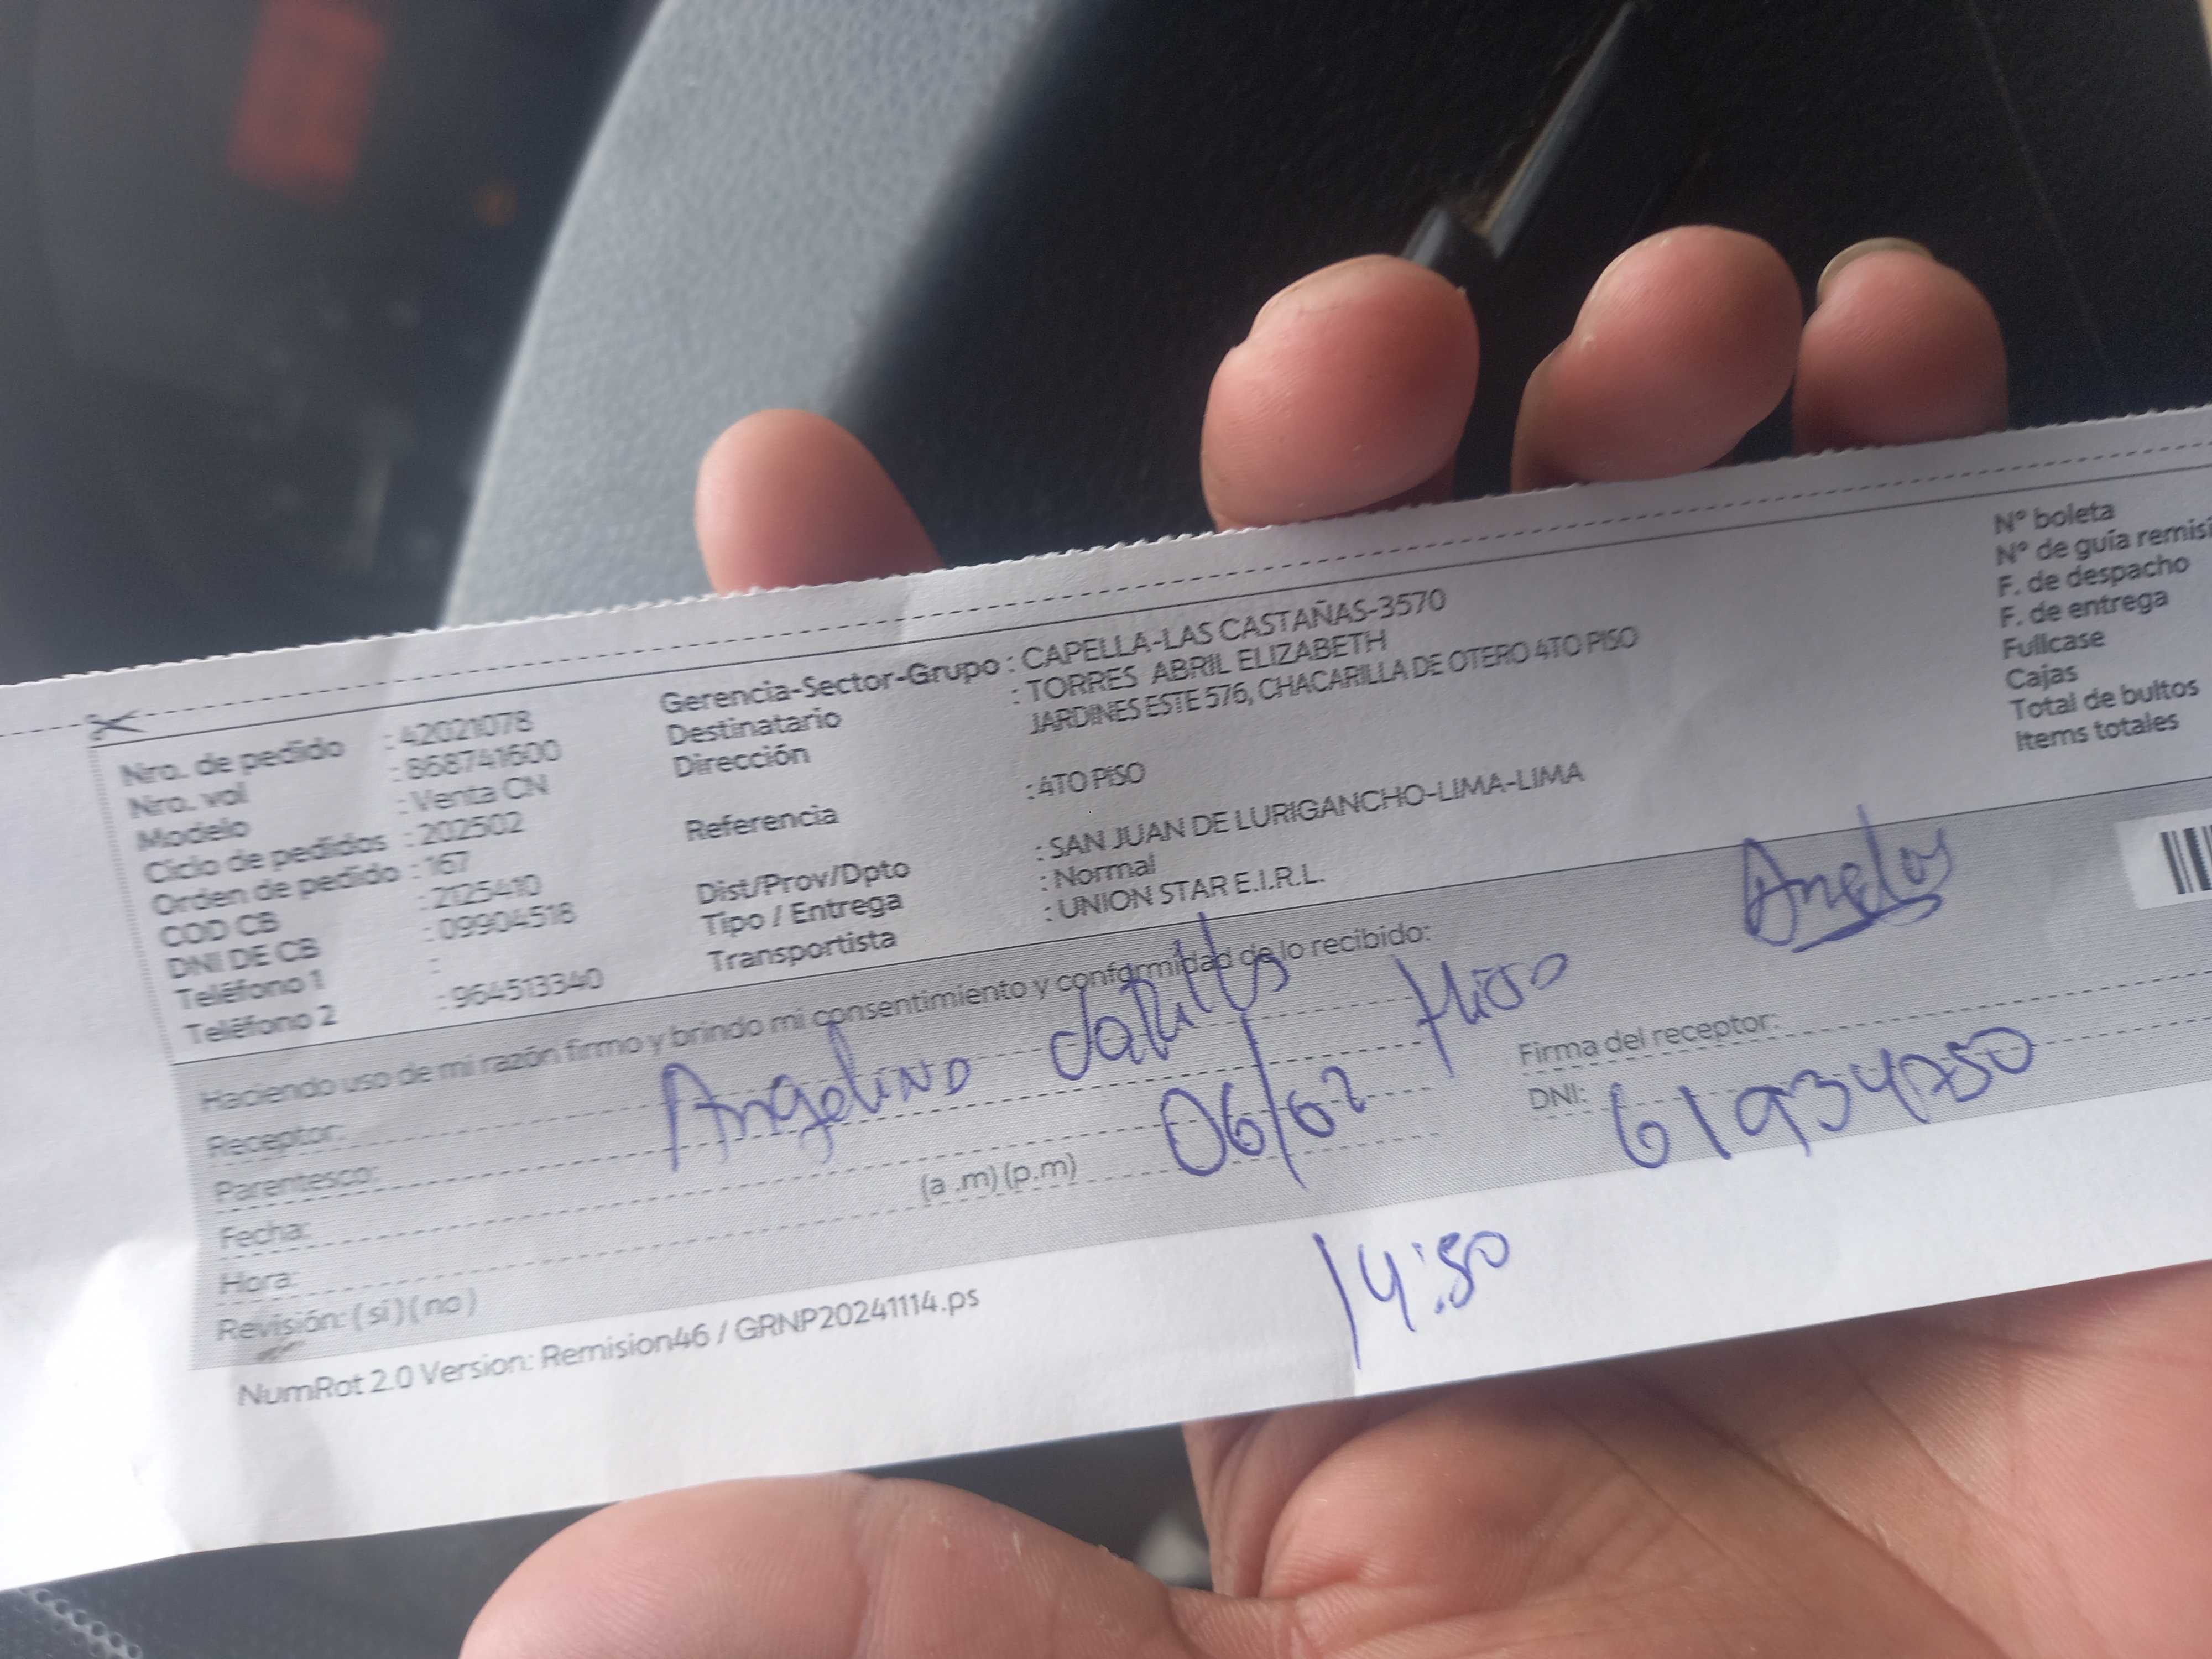 Nro. de pedido : 42021078
Nro. vol : 868741600
Modelo : Venta CN
Ciclo de pedidos : 202502
Orden de pedido : 167
COD CB : 2125410
DNI DE CB : 09904518
Teléfono 1 :
Teléfono 2 : 964513340
Gerencia-Sector-Grupo : CAPELLA-LAS CASTAÑAS-3570
Destinatario : TORRES ABRIL ELIZABETH
Dirección JARDINES ESTE 576, CHACARILLA DE OTERO 4TO PISO
Referencia : 4TO PISO
Dist/Prov/Dpto : SAN JUAN DE LURIGANCHO-LIMA-LIMA
Tipo / Entrega : Normal
Transportista : UNION STAR E.I.R.L.
N° boleta
N° de guía remisi
F. de despacho
F. de entrega
Fullcase
Cajas
Total de bultos
Items totales
Haciendo uso de mi razón firmo y brindo mi consentimiento y conformidad de lo recibido:
Receptor: Angelino
Parentesco:
Fecha: 06/02
Hora: (a .m) (p.m)
Revisión: ( si ) ( no )
Firma del receptor:
DNI: 61934750
14:50
NumRot 2.0 Version: Remision46 / GRNP20241114.ps